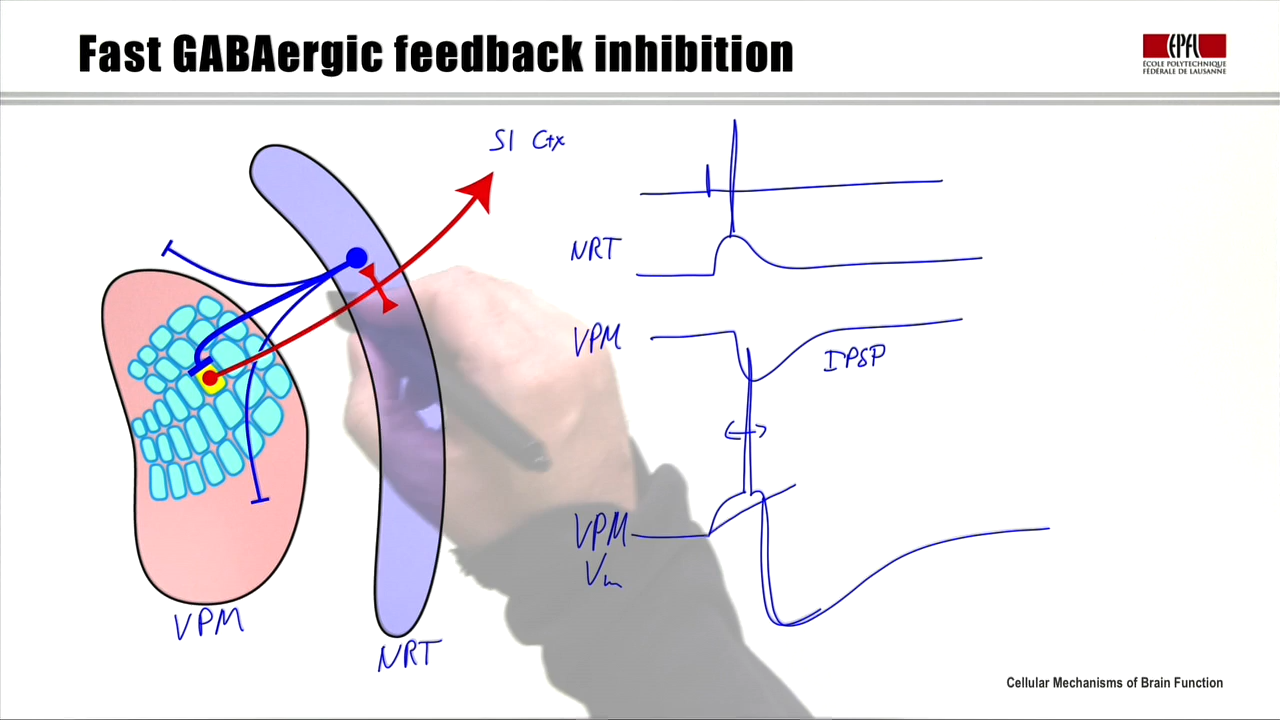 Fast GABAergic feedback inhibition
EPFL
ÉCOLE POLYTECHNIQUE
FÉDÉRALE DE LAUSANNE
SI Ctx
NRT
VPM
IPSP
VPM
Vm
VPM
NRT
Cellular Mechanisms of Brain Function